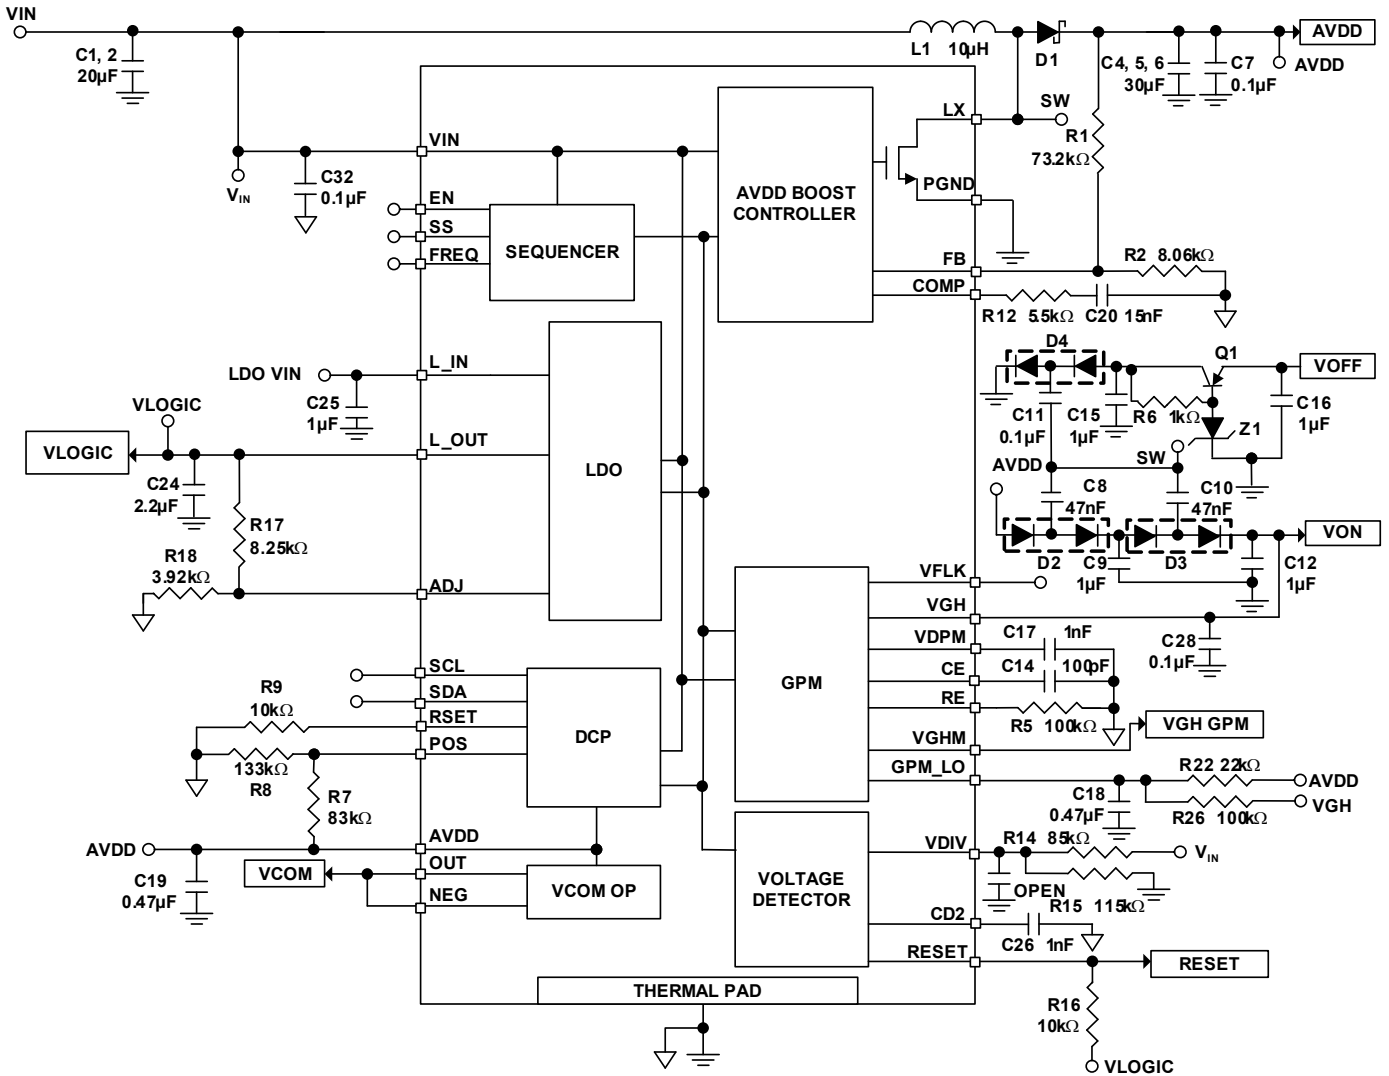 VIN
C1, 2
20µF
L1 10µH
D1
C4, 5, 6
30µF
C7
0.1µF
AVDD
AVDD
VIN
C32
0.1µF
VIN
EN
SS
FREQ
SEQUENCER
AVDD BOOST
CONTROLLER
LX
SW
PGND
R1
73.2kΩ
FB
R2 8.06kΩ
COMP
R12 5.5kΩ
C20 15nF
LDO VIN
C25
1µF
L_IN
VLOGIC
VLOGIC
L_OUT
C24
2.2µF
R17
8.25kΩ
R18
3.92kΩ
ADJ
LDO
D4
Q1
VOFF
C11
0.1µF
C15
1µF
R6 1kΩ
Z1
C16
1µF
AVDD
SW
C8
47nF
C10
47nF
VON
D2
C9
1µF
D3
C12
1µF
VFLK
VGH
VDPM
CE
RE
VGHM
GPM_LO
GPM
C17 1nF
C14 100pF
R5 100kΩ
C28
0.1µF
VGH GPM
R22 22kΩ
AVDD
C18
0.47µF
R26 100kΩ
VGH
SCL
SDA
RSET
POS
R9
10kΩ
133kΩ
R8
R7
83kΩ
DCP
AVDD
AVDD
C19
0.47µF
VCOM
OUT
NEG
VCOM OP
VOLTAGE
DETECTOR
VDIV
R14 85kΩ
VIN
OPEN
R15 115kΩ
CD2
C26 1nF
RESET
RESET
R16
10kΩ
VLOGIC
THERMAL PAD